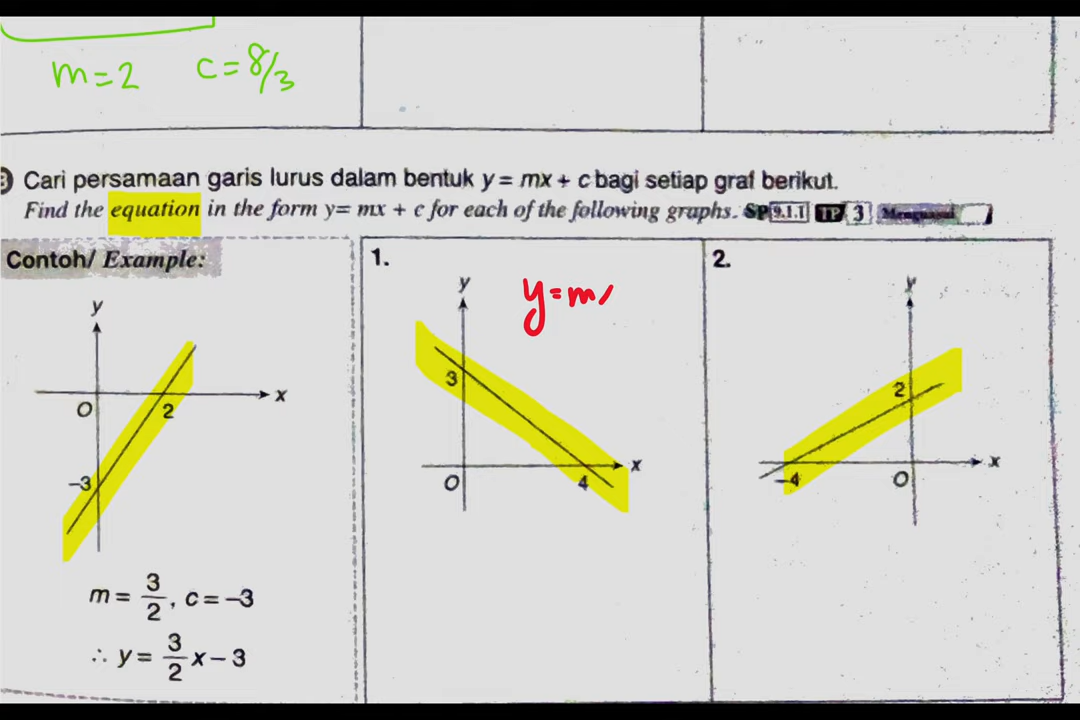 m=2 c=8/3
Cari persamaan garis lurus dalam bentuk y = mx + c bagi setiap graf berikut.
Find the equation in the form y= mx + c for each of the following graphs. SP 9.1.1 TP 3 Menguasai
Contoh/ Example:
y
O
2
x
-3
m = 3/2, c = -3
∴ y = 3/2 x - 3
1.
y
y=m
3
O
4
x
2.
y
2
-4
O
x